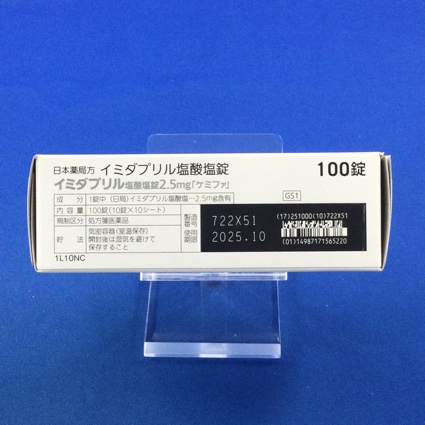 日本薬局方 イミダプリル塩酸塩錠 100錠
イミダプリル塩酸塩錠2.5mg「ケミファ」
GS1
成分 1錠中 (日局)イミダプリル塩酸塩…2.5mg含有
内容量 100錠(10錠×10シート)
規制区分 処方箋医薬品
貯法 気密容器(室温保存)
開封後は湿気を避けて
保存すること
製造番号 722X51
使用期限 2025.10
(17)251000(10)722X51
(01)14987171565220
1L10NC